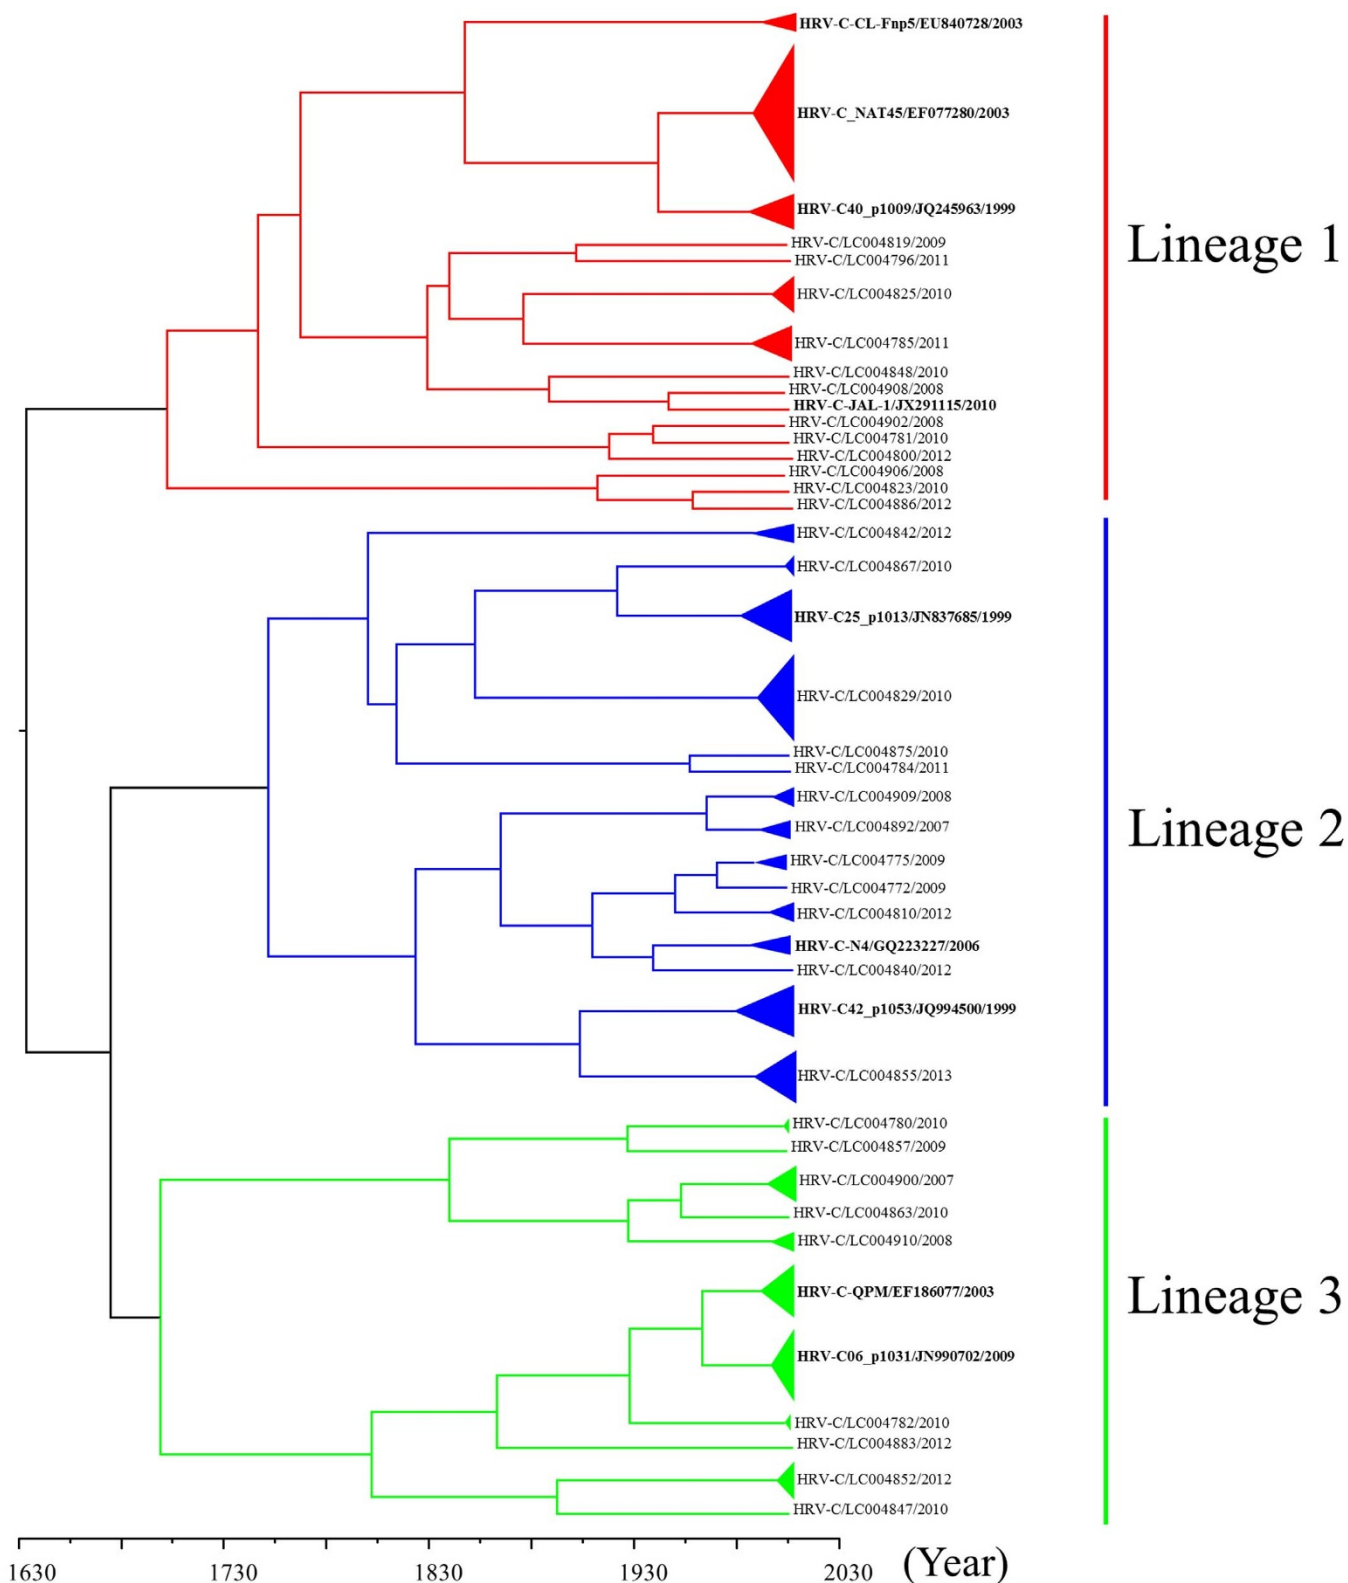 HRV-C-CL-Fnp5/EU840728/2003
HRV-C_NAT45/EF077280/2003
HRV-C40_p1009/JQ245963/1999
HRV-C/LC004819/2009
HRV-C/LC004796/2011
HRV-C/LC004825/2010
HRV-C/LC004785/2011
HRV-C/LC004848/2010
HRV-C/LC004908/2008
HRV-C-JAL-1/JX291115/2010
HRV-C/LC004902/2008
HRV-C/LC004781/2010
HRV-C/LC004800/2012
HRV-C/LC004906/2008
HRV-C/LC004823/2010
HRV-C/LC004886/2012
Lineage 1
HRV-C/LC004842/2012
HRV-C/LC004867/2010
HRV-C25_p1013/JN837685/1999
HRV-C/LC004829/2010
HRV-C/LC004875/2010
HRV-C/LC004784/2011
HRV-C/LC004909/2008
HRV-C/LC004892/2007
HRV-C/LC004775/2009
HRV-C/LC004772/2009
HRV-C/LC004810/2012
HRV-C-N4/GQ223227/2006
HRV-C/LC004840/2012
HRV-C42_p1053/JQ994500/1999
HRV-C/LC004855/2013
Lineage 2
HRV-C/LC004780/2010
HRV-C/LC004857/2009
HRV-C/LC004900/2007
HRV-C/LC004863/2010
HRV-C/LC004910/2008
HRV-C-QPM/EF186077/2003
HRV-C06_p1031/JN990702/2009
HRV-C/LC004782/2010
HRV-C/LC004883/2012
HRV-C/LC004852/2012
HRV-C/LC004847/2010
Lineage 3
1630 1730 1830 1930 2030 (Year)